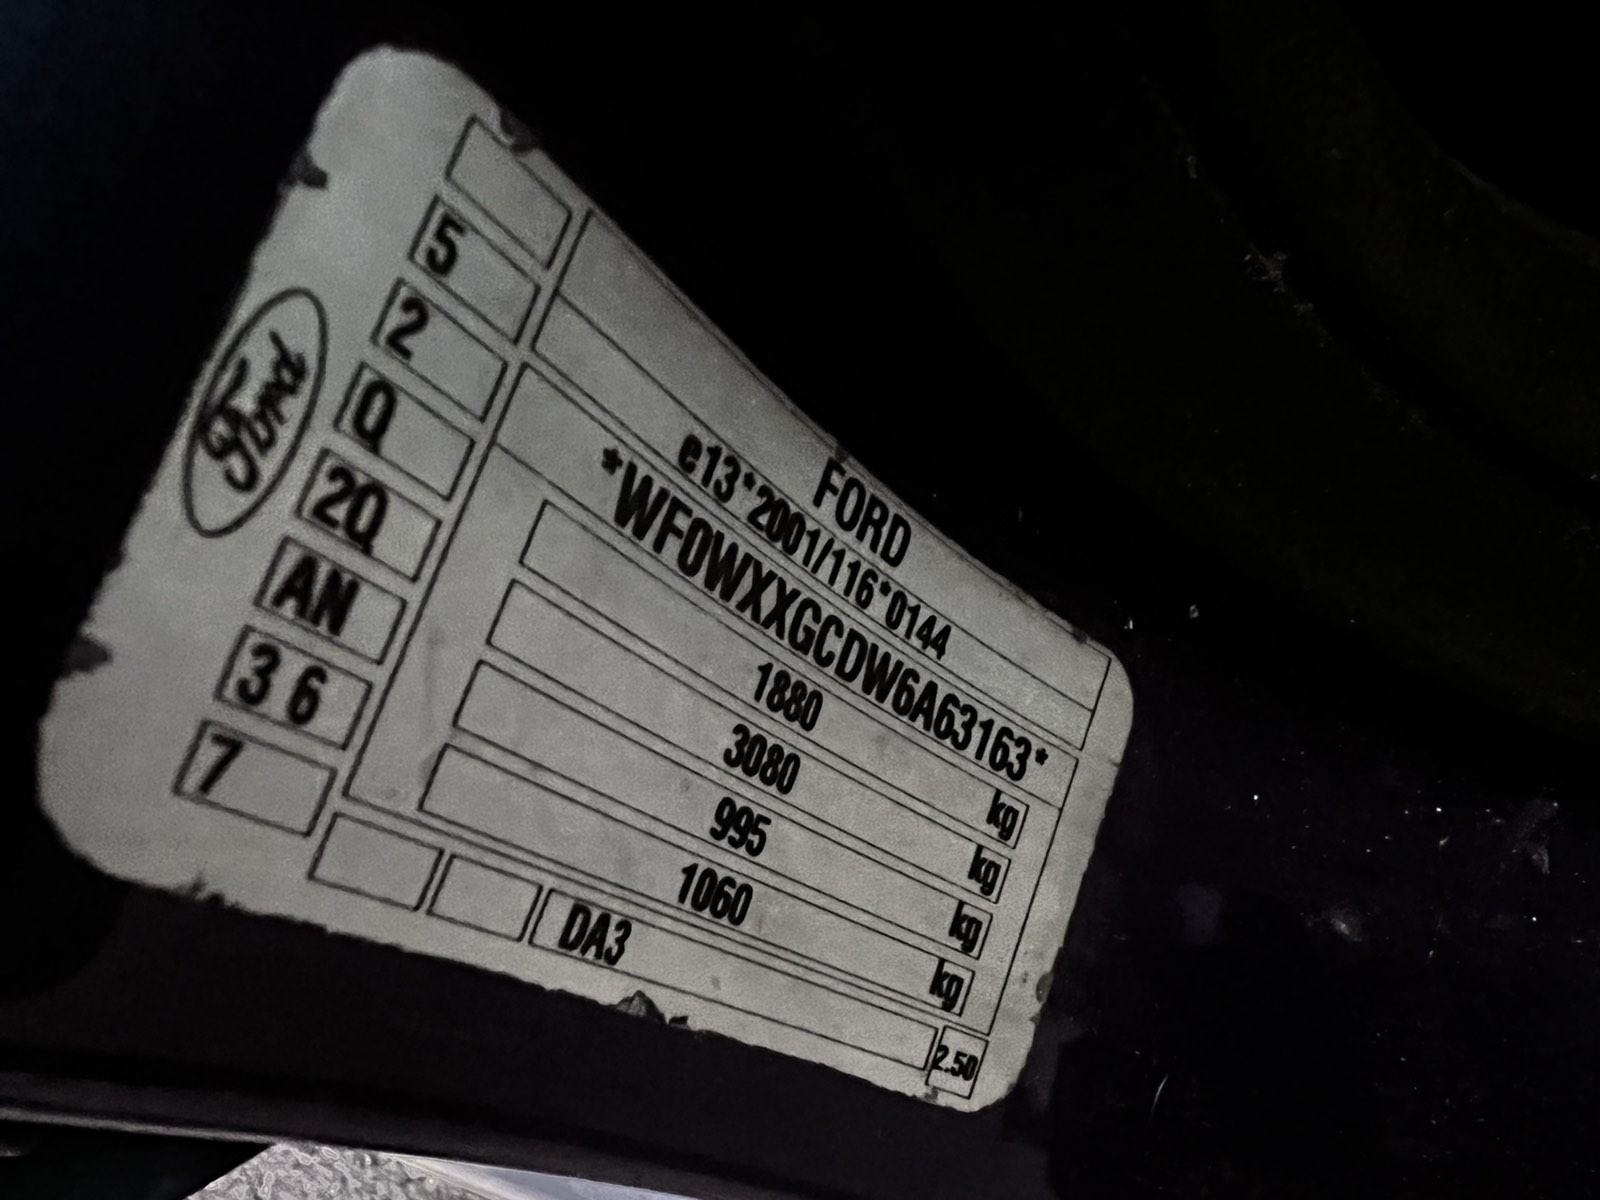 Ford
5
2
Q
2Q
AN
3 6
7
FORD
e13*2001/116*0144
*WF0WXXGCDW6A63163*
1880 kg
3080 kg
995 kg
1060 kg
DA3
2.50